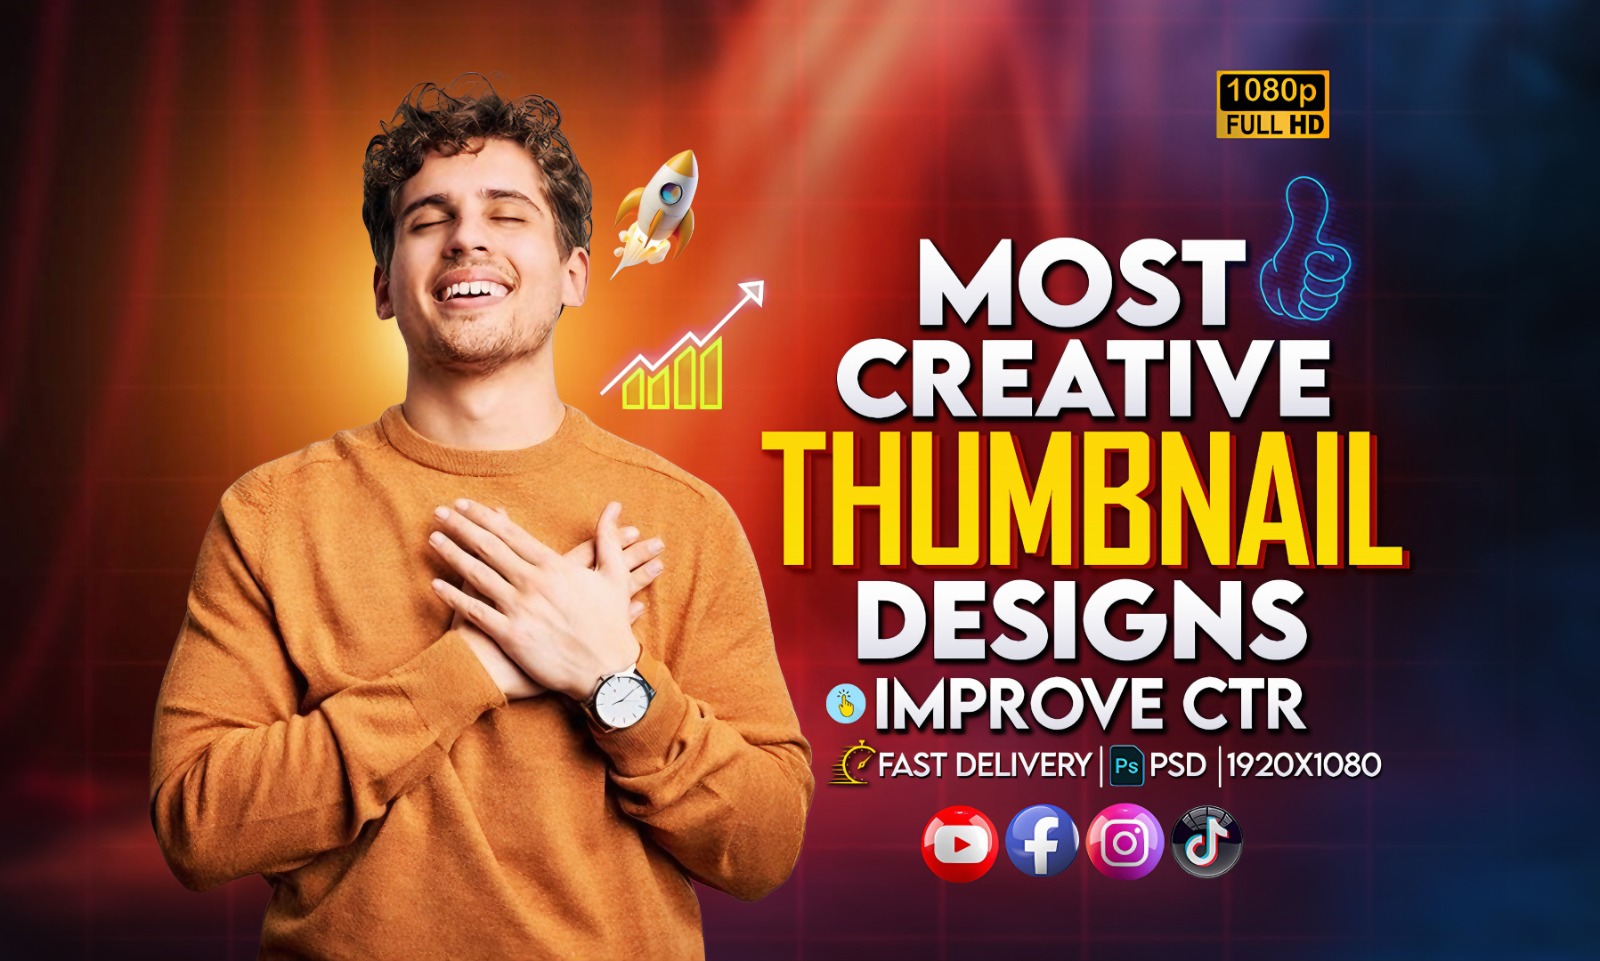 1080p
FULL HD
MOST
CREATIVE
THUMBNAIL
DESIGNS
IMPROVE CTR
FAST DELIVERY | Ps PSD | 1920X1080